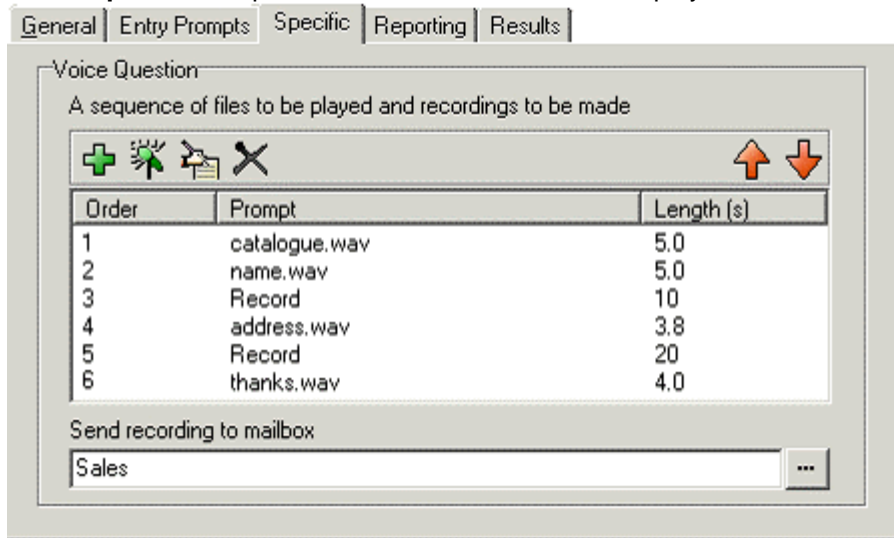 General Entry Prompts Specific Reporting Results
Voice Question
A sequence of files to be played and recordings to be made
Order Prompt Length (s)
1 catalogue.wav 5.0
2 name.wav 5.0
3 Record 10
4 address.wav 3.8
5 Record 20
6 thanks.wav 4.0
Send recording to mailbox
Sales ...